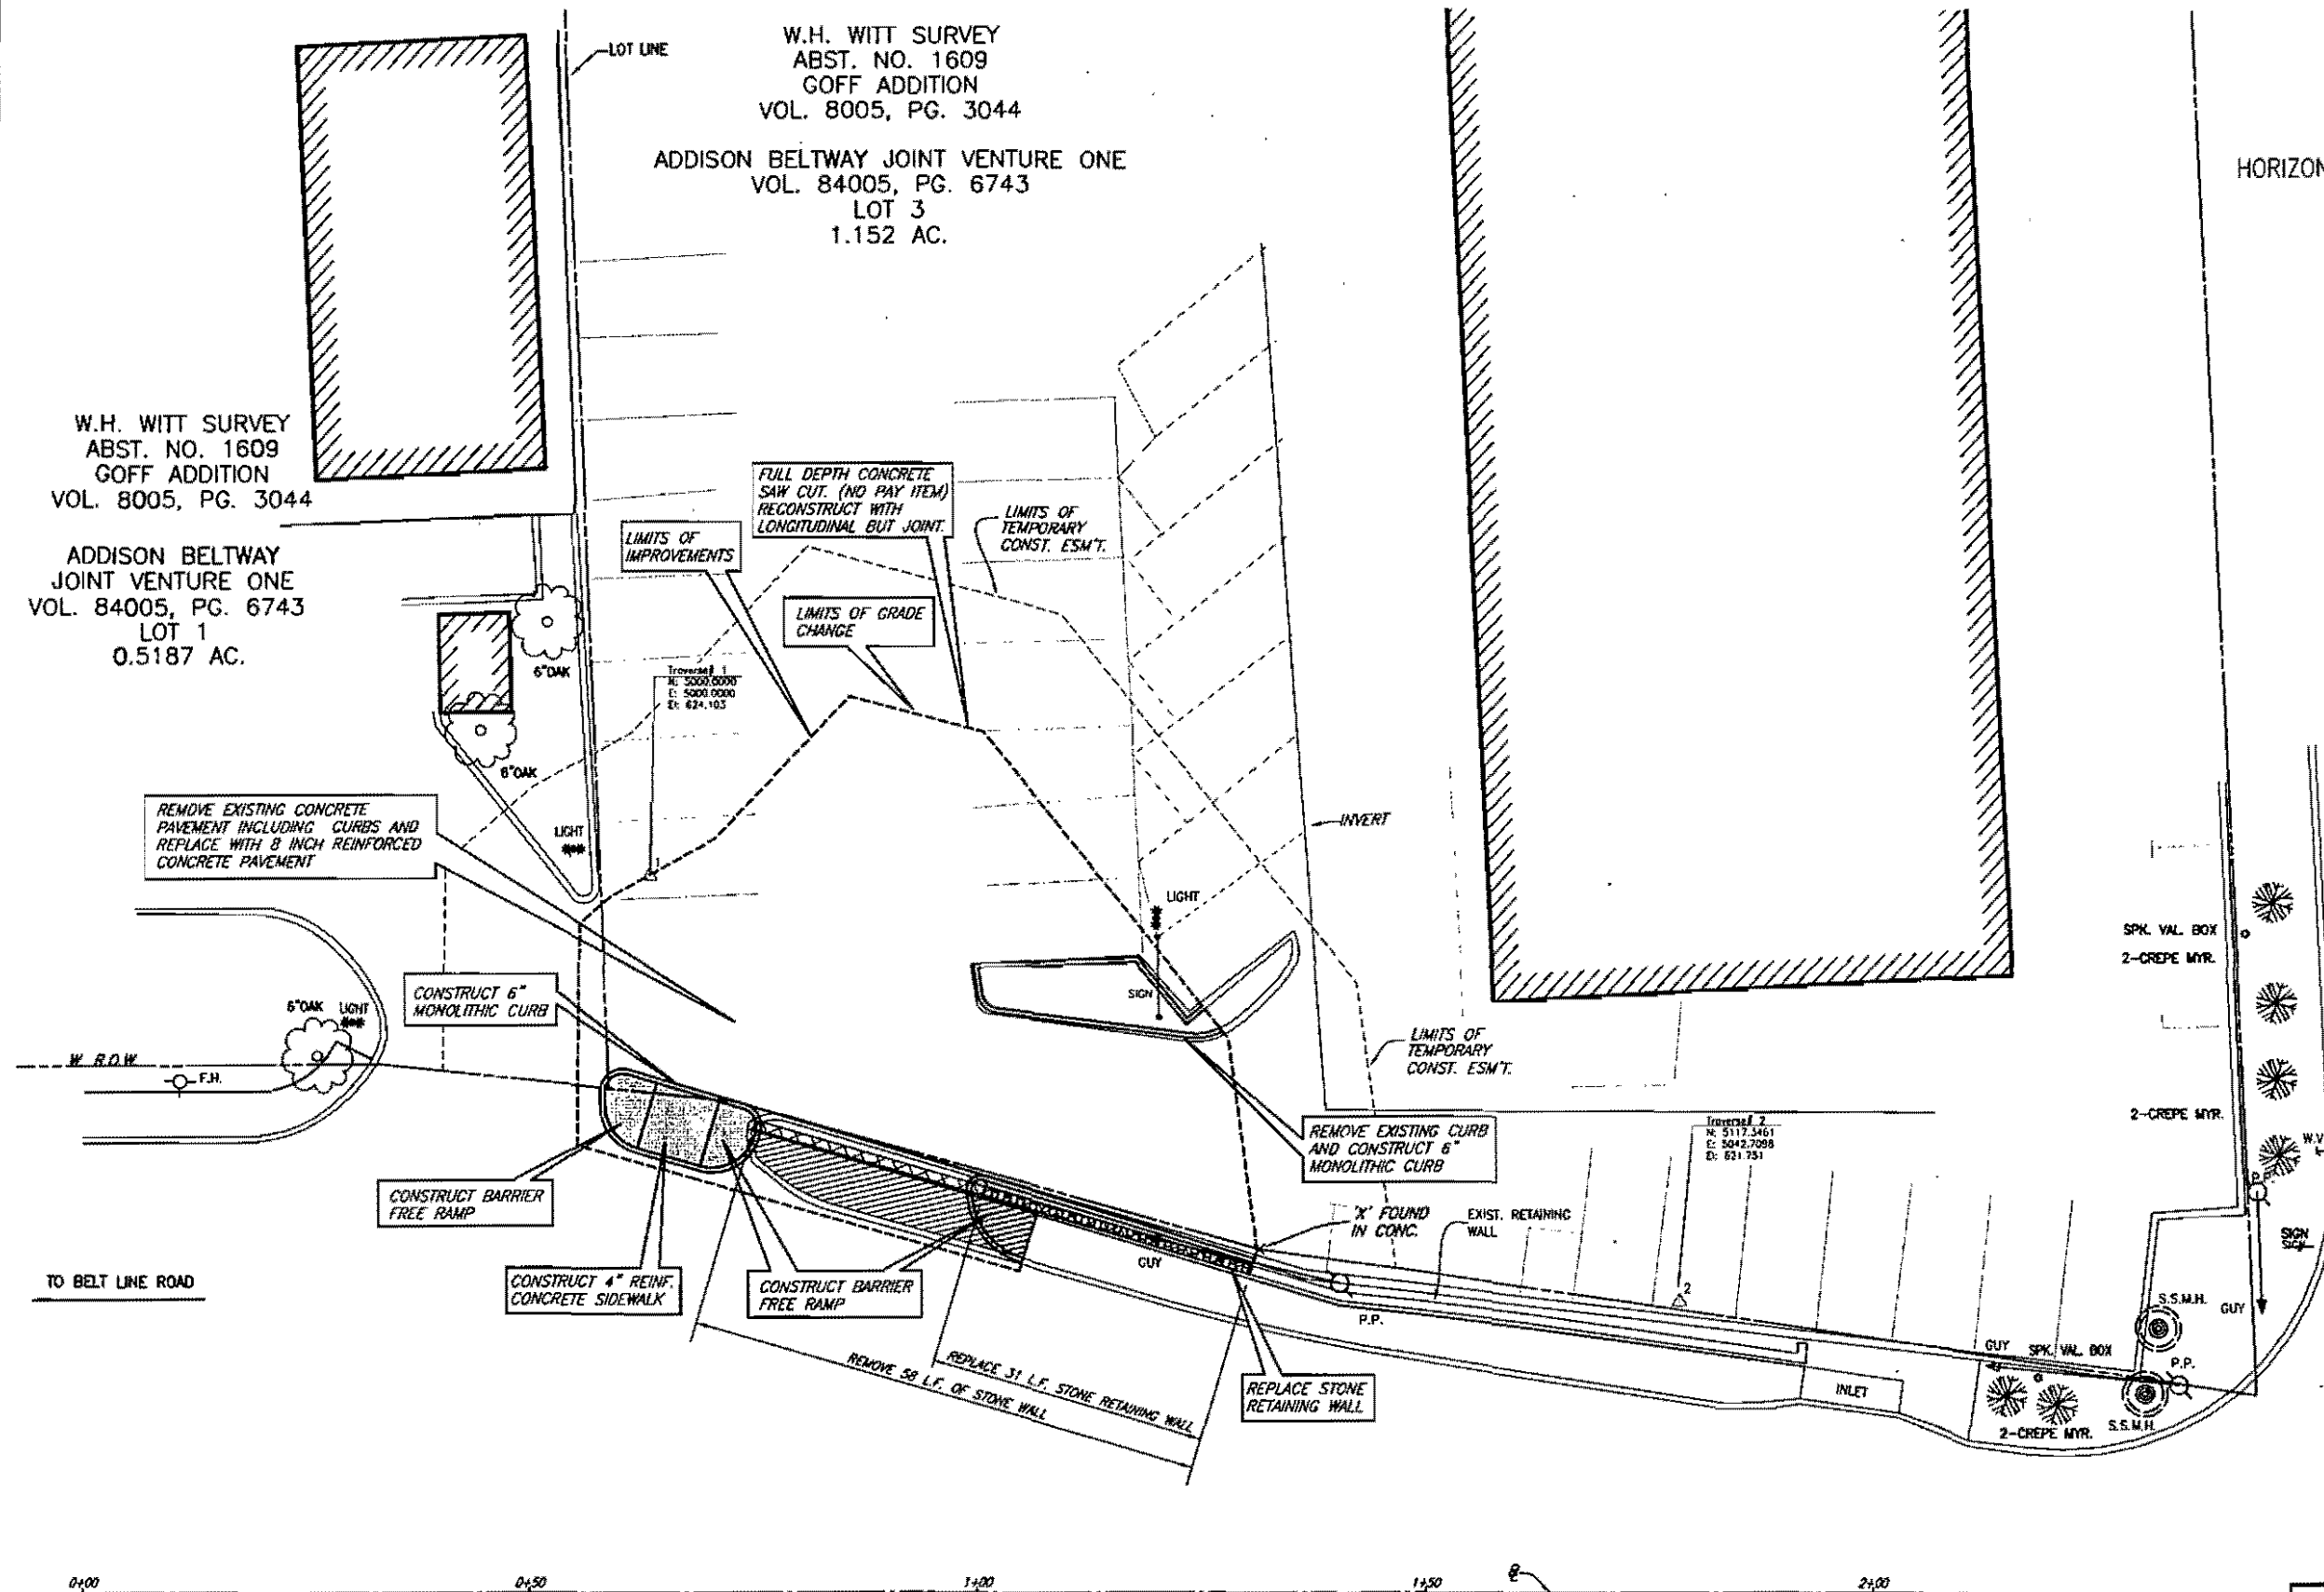 LOT LINE
W.H. WITT SURVEY
ABST. NO. 1609
GOFF ADDITION
VOL. 8005, PG. 3044
ADDISON BELTWAY JOINT VENTURE ONE
VOL. 84005, PG. 6743
LOT 3
1.152 AC.
HORIZON
W.H. WITT SURVEY
ABST. NO. 1609
GOFF ADDITION
VOL. 8005, PG. 3044
ADDISON BELTWAY
JOINT VENTURE ONE
VOL. 84005, PG. 6743
LOT 1
0.5187 AC.
FULL DEPTH CONCRETE
SAW CUT. (NO PAY ITEM)
RECONSTRUCT WITH
LONGITUDINAL BUT JOINT.
LIMITS OF
IMPROVEMENTS
LIMITS OF
TEMPORARY
CONST. ESM'T.
LIMITS OF GRADE
CHANGE
6"OAK
Traverse# 1
N: 5000.0000
E: 5000.0000
El: 624.103
6"OAK
REMOVE EXISTING CONCRETE
PAVEMENT INCLUDING CURBS AND
REPLACE WITH 8 INCH REINFORCED
CONCRETE PAVEMENT
LIGHT
1
INVERT
LIGHT
SIGN
SPK. VAL. BOX
2-CREPE MYR.
CONSTRUCT 6"
MONOLITHIC CURB
6"OAK
LIGHT
W. R.O.W.
F.H.
LIMITS OF
TEMPORARY
CONST. ESM'T.
REMOVE EXISTING CURB
AND CONSTRUCT 6"
MONOLITHIC CURB
Traverse# 2
N: 5117.3461
E: 5042.7098
El: 621.751
2-CREPE MYR.
W.V
P.P.
CONSTRUCT BARRIER
FREE RAMP
'X' FOUND
IN CONC.
EXIST. RETAINING
WALL
SIGN
SIGN
TO BELT LINE ROAD
CONSTRUCT 4" REINF.
CONCRETE SIDEWALK
CONSTRUCT BARRIER
FREE RAMP
GUY
P.P.
2
S.S.M.H.
GUY
REMOVE 58 L.F. OF STONE WALL
REPLACE 31 L.F. STONE RETAINING WALL
REPLACE STONE
RETAINING WALL
INLET
GUY
SPK. VAL. BOX
P.P.
2-CREPE MYR.
S.S.M.H.
0+00
0+50
1+00
1+50
2+00